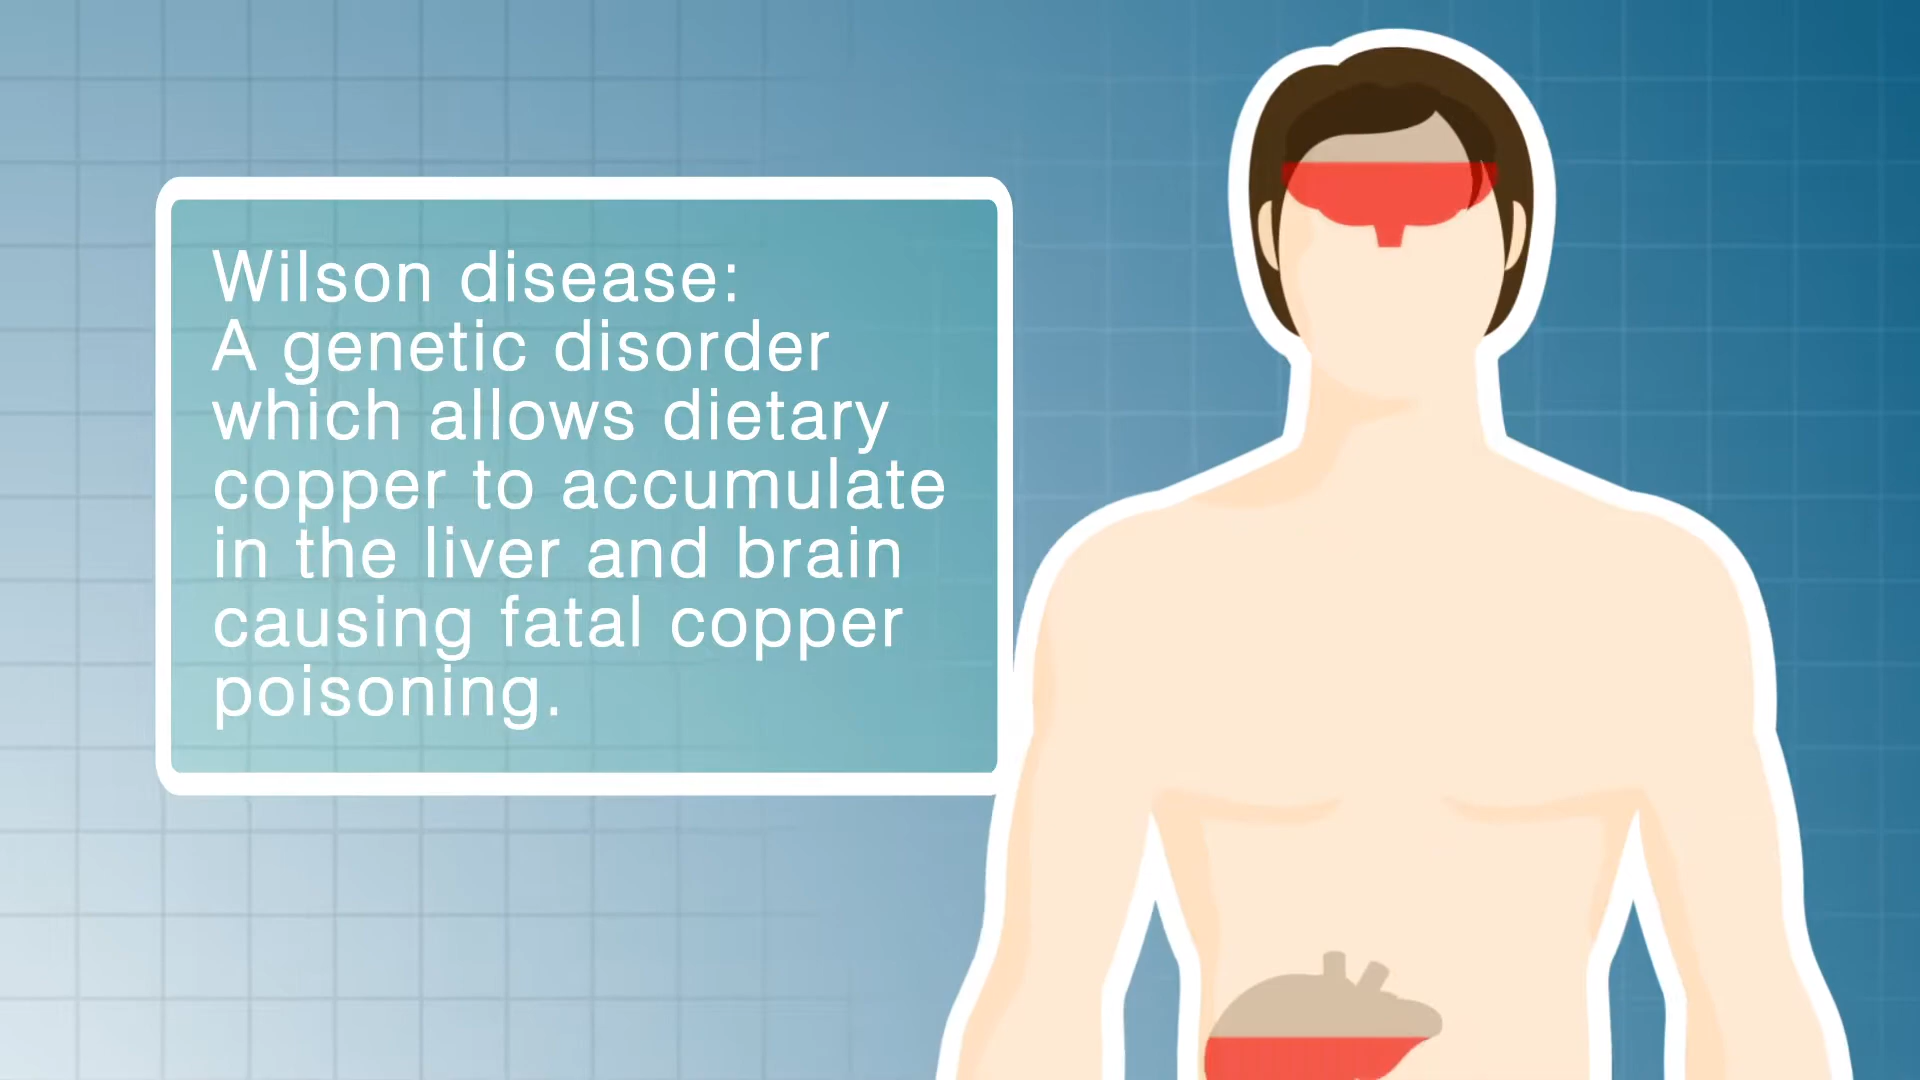 Wilson disease:
A genetic disorder
which allows dietary
copper to accumulate
in the liver and brain
causing fatal copper
poisoning.